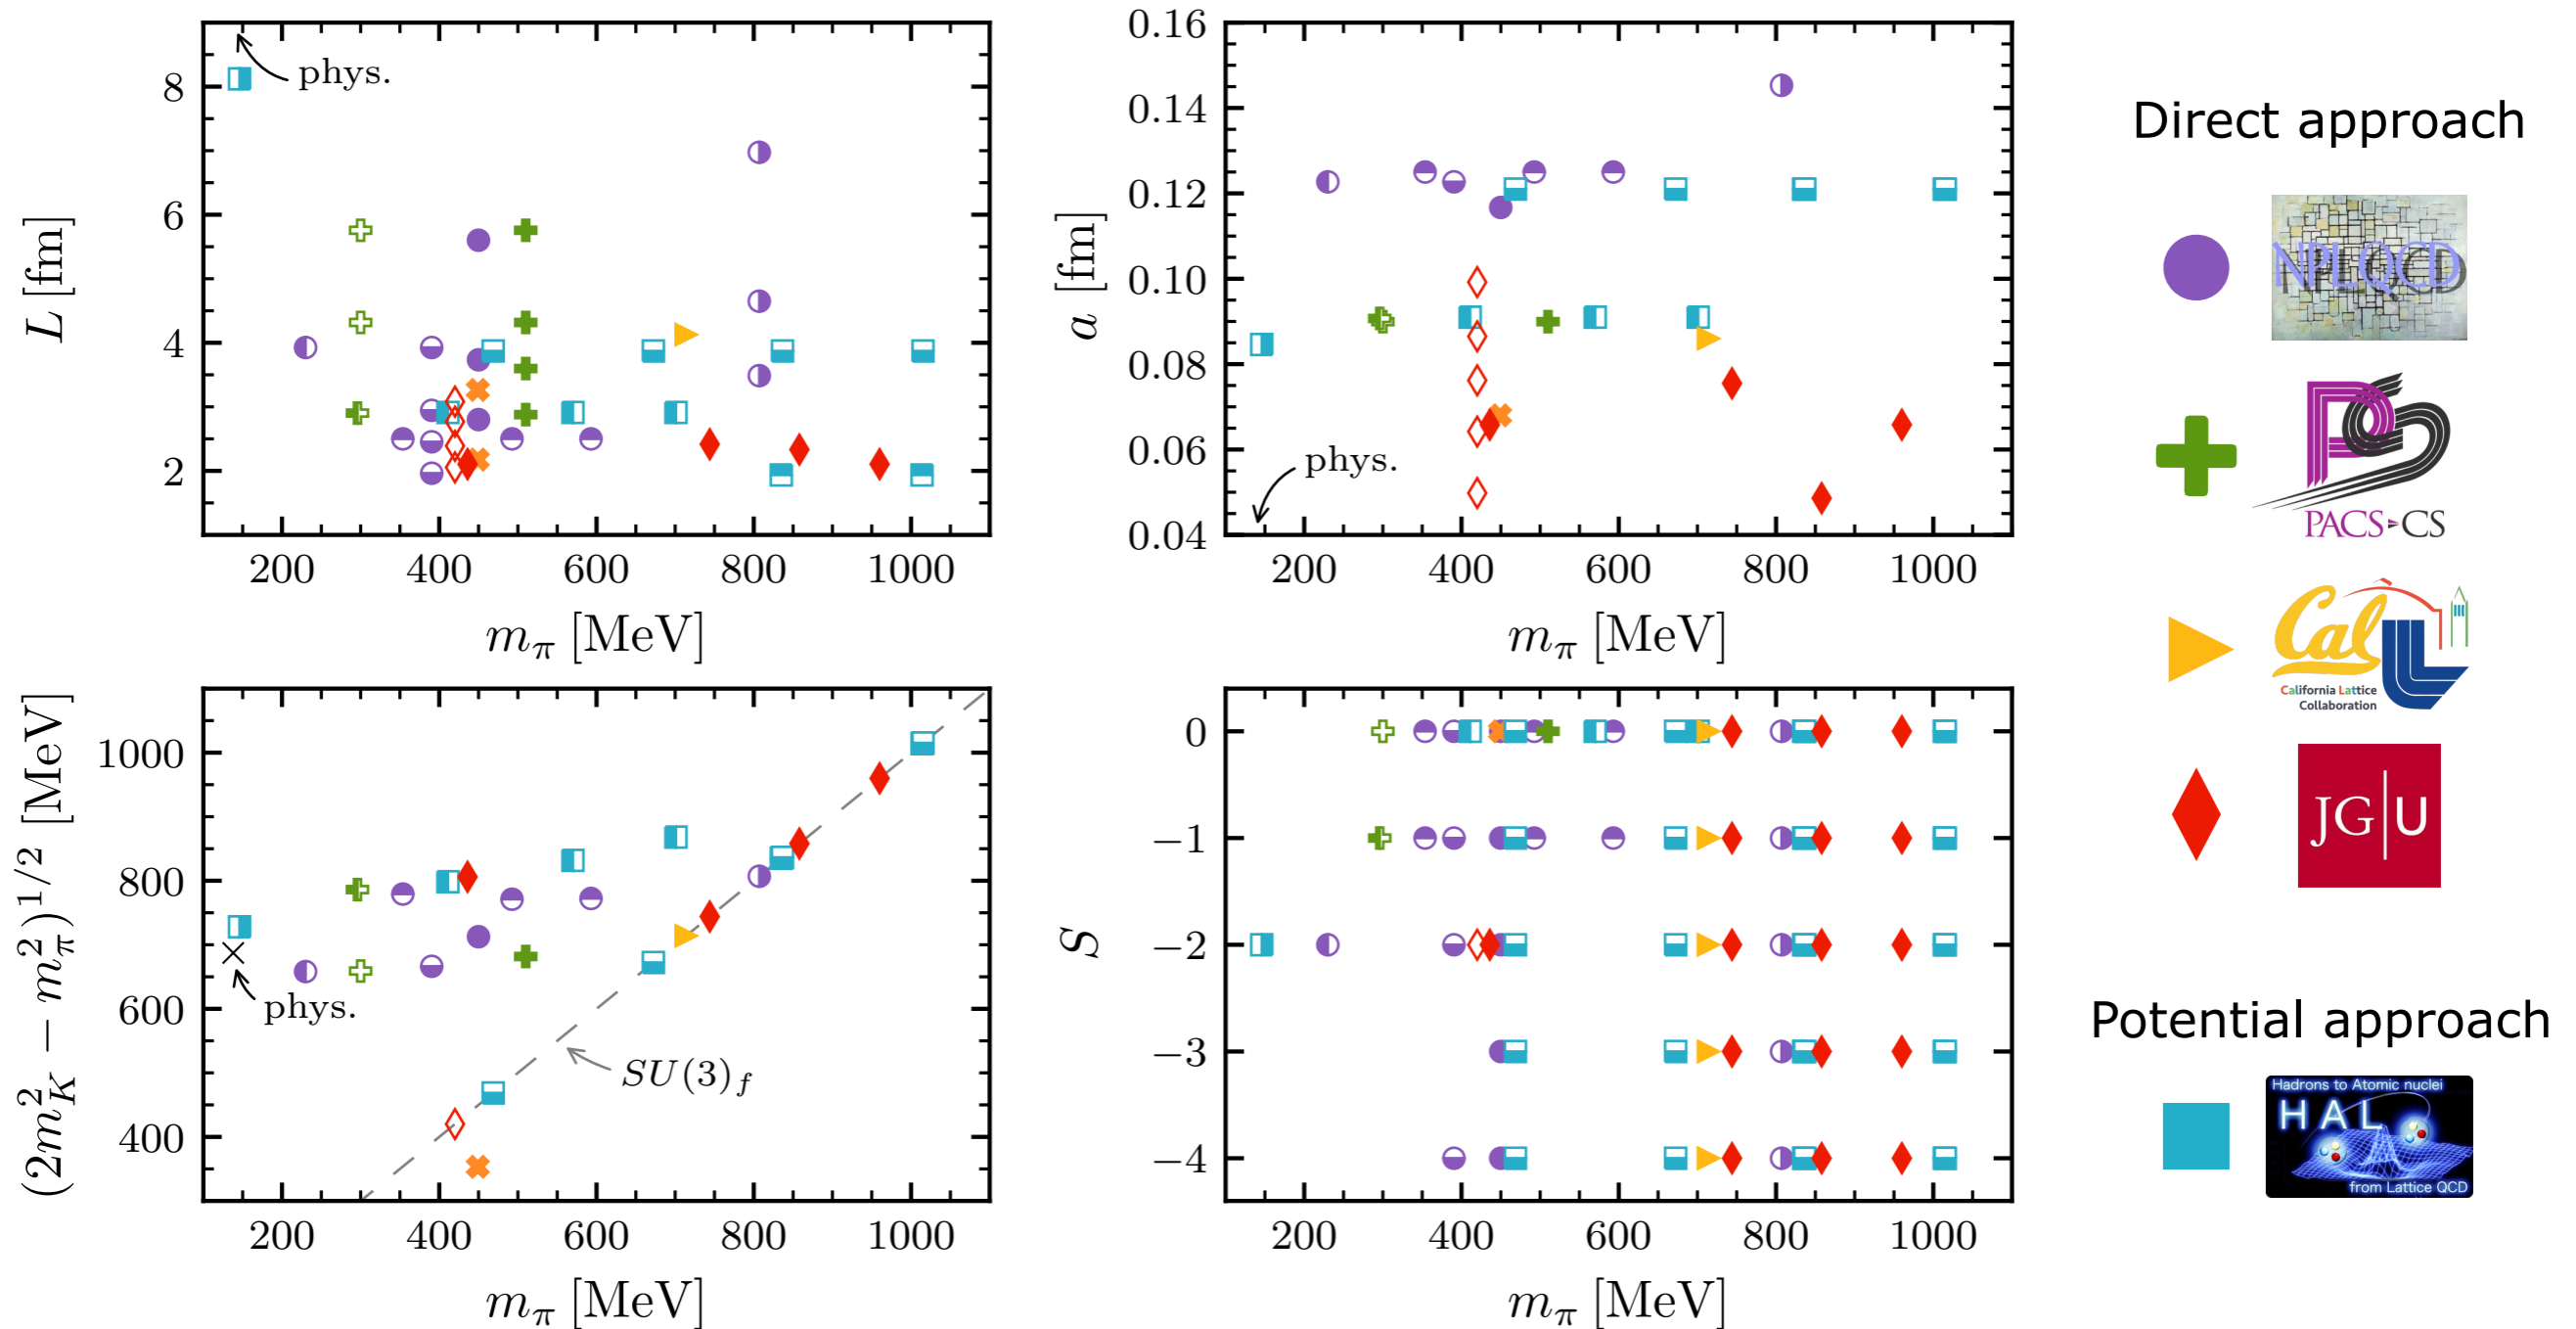 8
6
4
2
L [fm]
phys.
200 400 600 800 1000
m_π [MeV]
0.16
0.14
0.12
0.10
0.08
0.06
0.04
a [fm]
phys.
200 400 600 800 1000
m_π [MeV]
1000
800
600
400
(2m_K^2 − m_π^2)^{1/2} [MeV]
phys.
SU(3)_f
200 400 600 800 1000
m_π [MeV]
0
−1
−2
−3
−4
S
200 400 600 800 1000
m_π [MeV]
Direct approach
NPLQCD
PACS-CS
Cal
California Lattice
Collaboration
JG|U
Potential approach
Hadrons to Atomic nuclei
HAL
from Lattice QCD